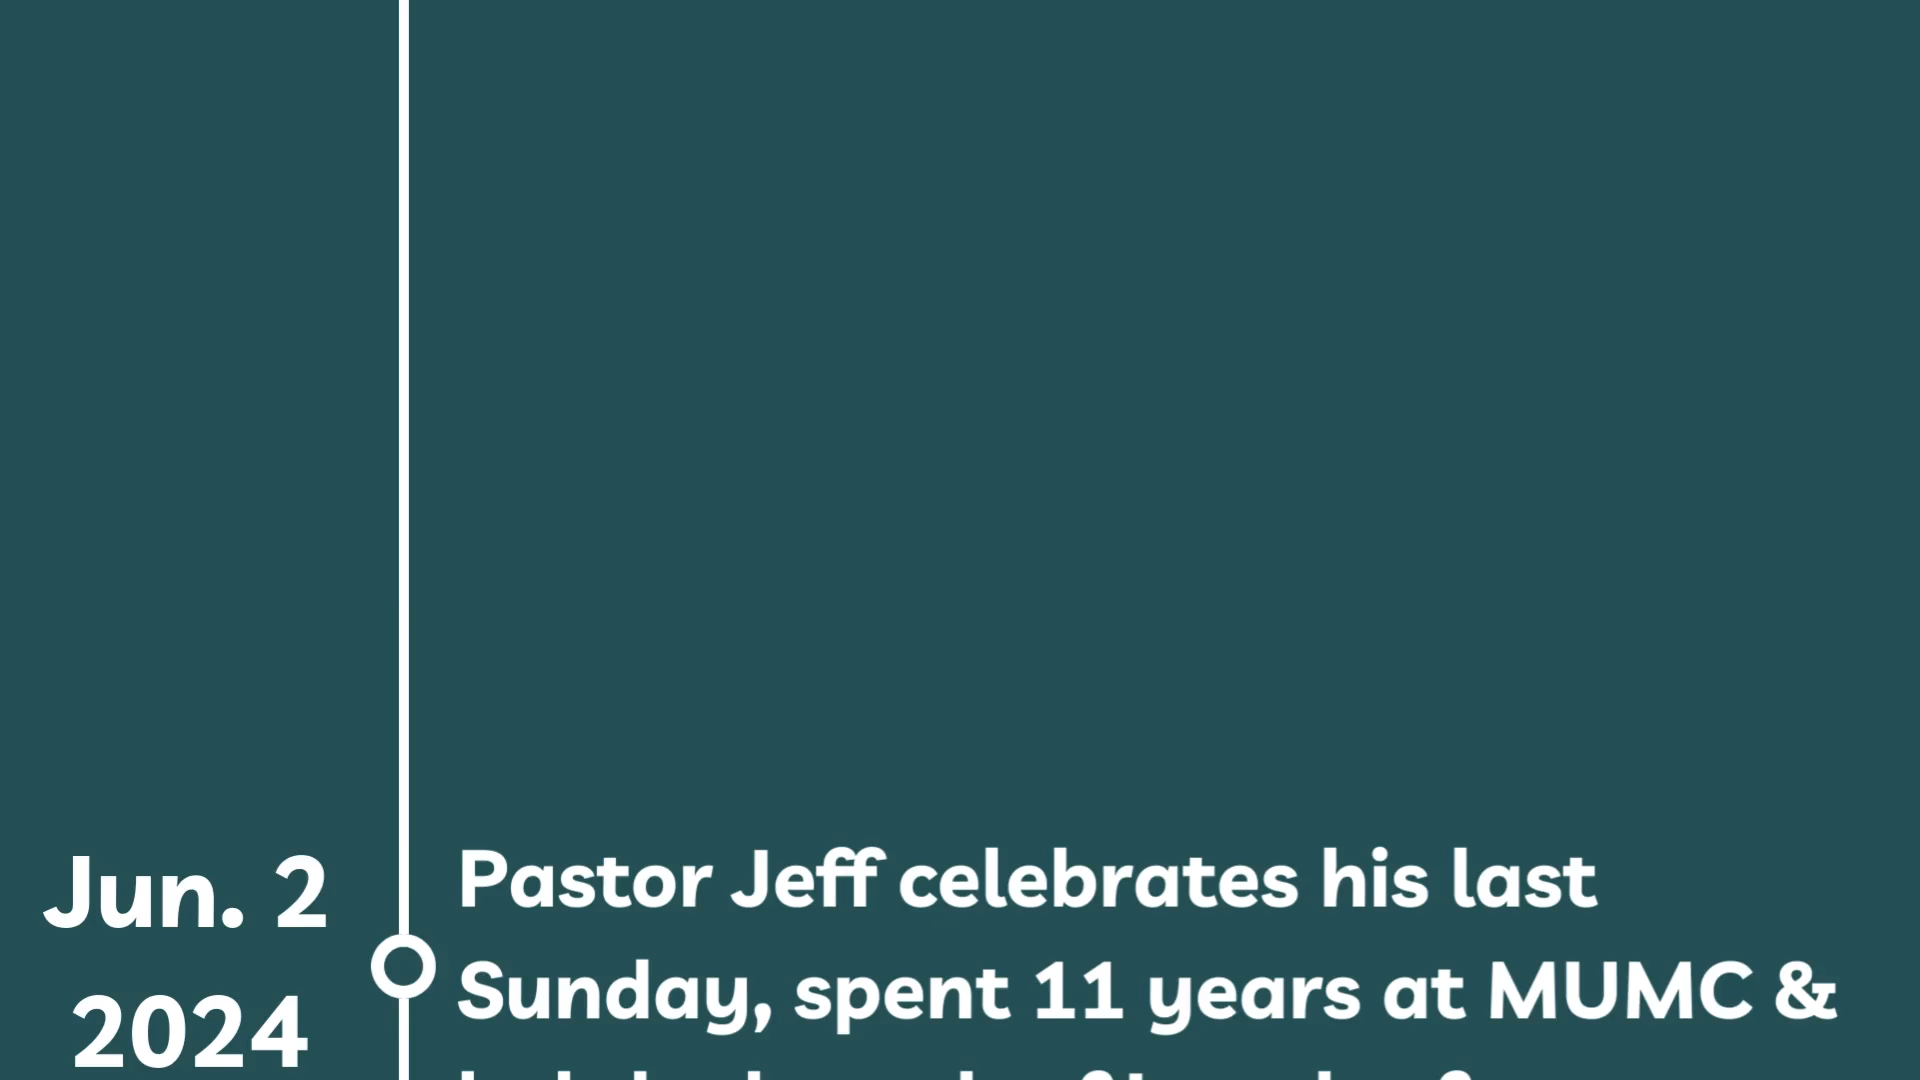 Jun. 2
2024
Pastor Jeff celebrates his last
Sunday, spent 11 years at MUMC &